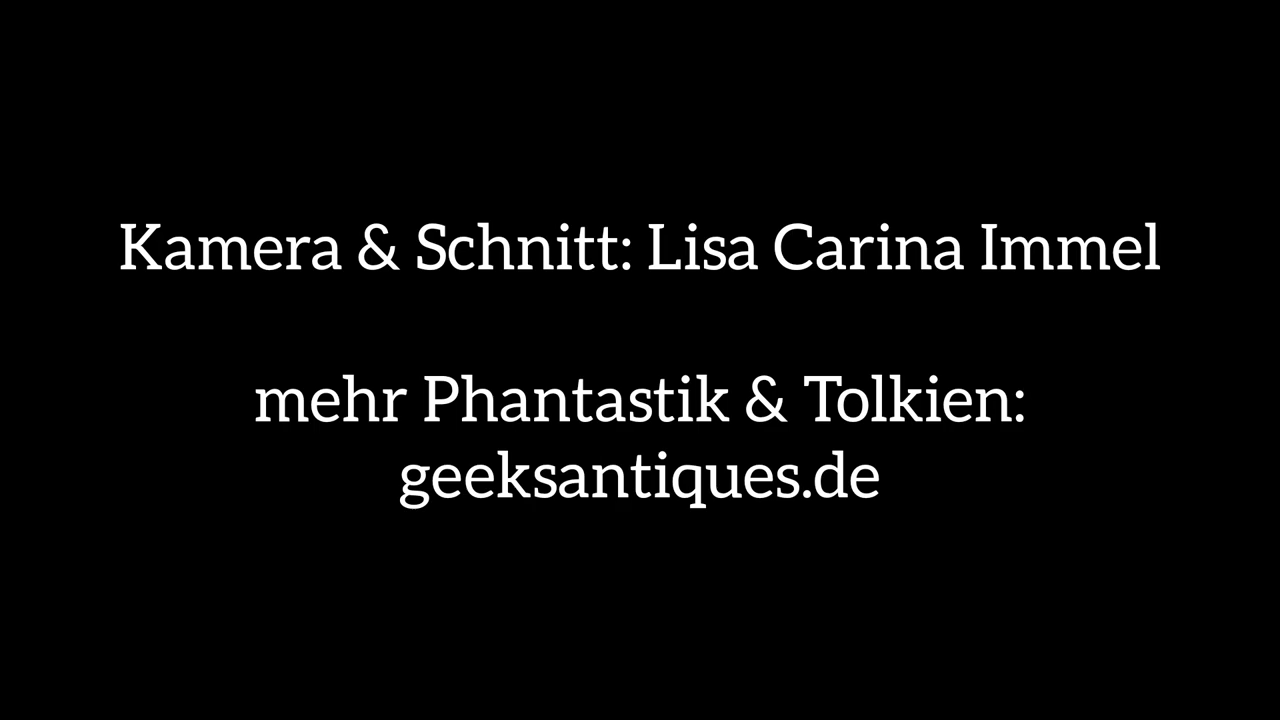 Kamera & Schnitt: Lisa Carina Immel
mehr Phantastik & Tolkien:
geeksantiques.de